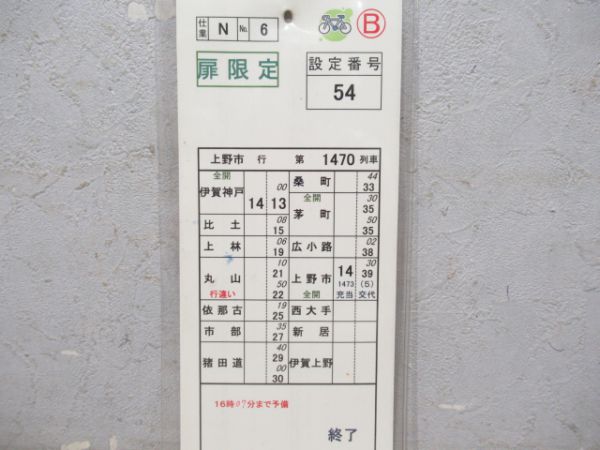 仕業 N No. 6 B
扉限定 設定番号
54
上野市 行 第 1470 列車
全開
伊賀神戸 14 00 13
比土 08 15
上林 06 19
丸山 10 21
行違い 50 22
依那古 19 25
市部 35 27
猪田道 40 29
00 30
桑町 44 33
全開 30 35
茅町 50 35
広小路 02 38
上野市 14 30 39
1473 (5)
全開 充当 交代
西大手
新居
伊賀上野
16時07分まで予備
終了